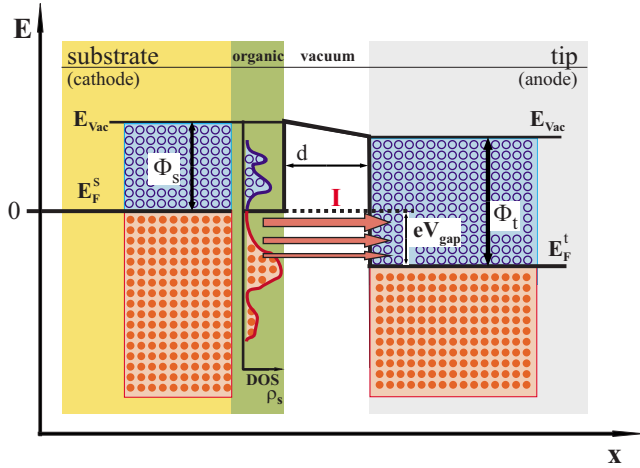 E
substrate organic vacuum tip
(cathode) (anode)
E_Vac E_Vac
Φ_s d
E_F^s I Φ_t
0 eV_gap
E_F^t
DOS
ρ_s
x